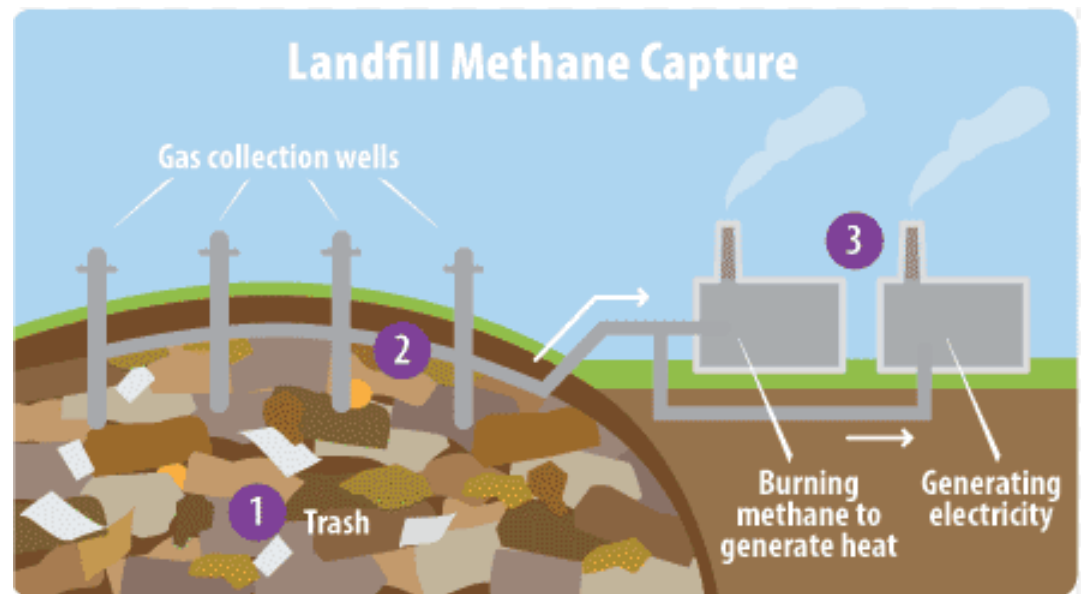 Landfill Methane Capture
Gas collection wells
3
2
1
Trash
Burning
methane to
generate heat
Generating
electricity